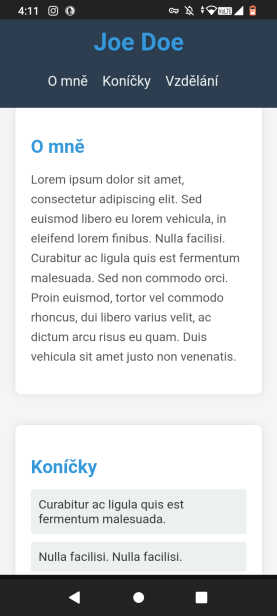 4:11
Joe Doe
O mně Koníčky Vzdělání
O mně
Lorem ipsum dolor sit amet,
consectetur adipiscing elit. Sed
euismod libero eu lorem vehicula, in
eleifend lorem finibus. Nulla facilisi.
Curabitur ac ligula quis est fermentum
malesuada. Sed non commodo orci.
Proin euismod, tortor vel commodo
rhoncus, dui libero varius velit, ac
dictum arcu risus eu quam. Duis
vehicula sit amet justo non venenatis.
Koníčky
Curabitur ac ligula quis est
fermentum malesuada.
Nulla facilisi. Nulla facilisi.